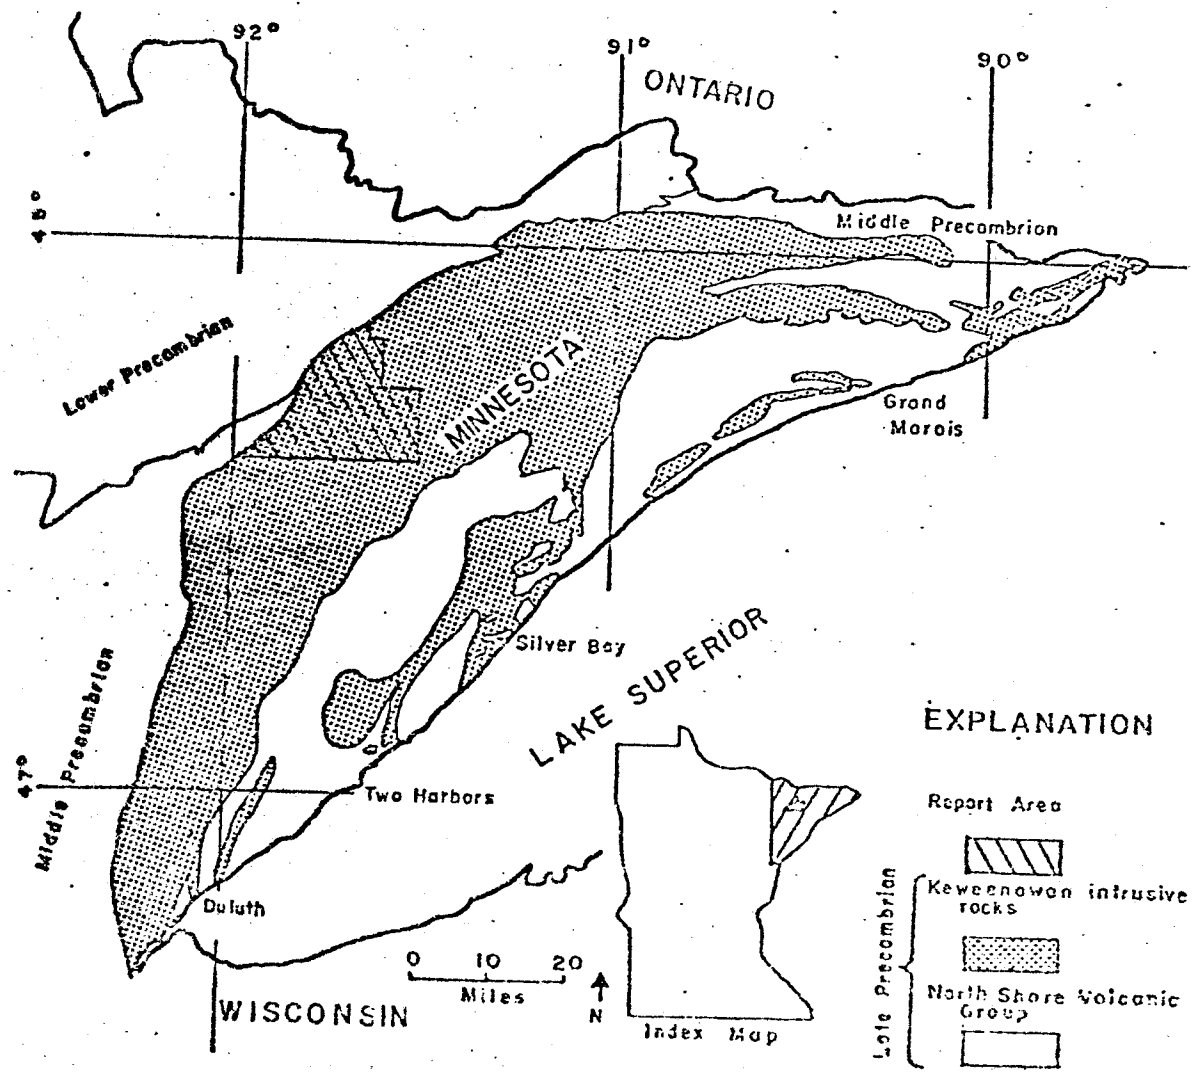 92°
91°
90°
ONTARIO
Middle Precambrian
48°
Lower Precambrian
MINNESOTA
Grand
Marais
Silver Bay
LAKE SUPERIOR
Middle Precambrian
47°
Two Harbors
Duluth
WISCONSIN
0 10 20
Miles
N
Index Map
EXPLANATION
Report Area
Late Precambrian
Keweenawan intrusive
rocks
North Shore Volcanic
Group